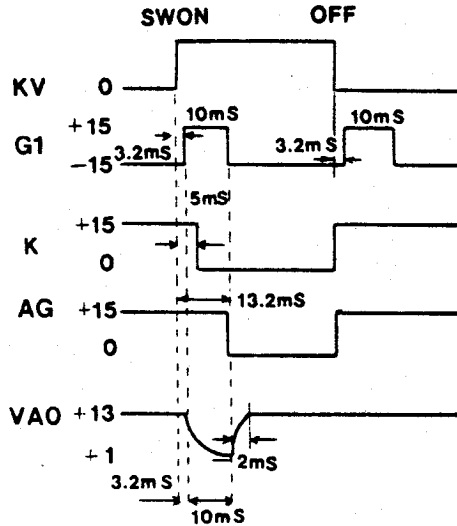 SWON OFF
KV 0
+15 10mS 10mS
G1 3.2mS 3.2mS
-15
5mS
+15
K
0
13.2mS
AG +15
0
VAO +13
+1
2mS
3.2mS
10mS